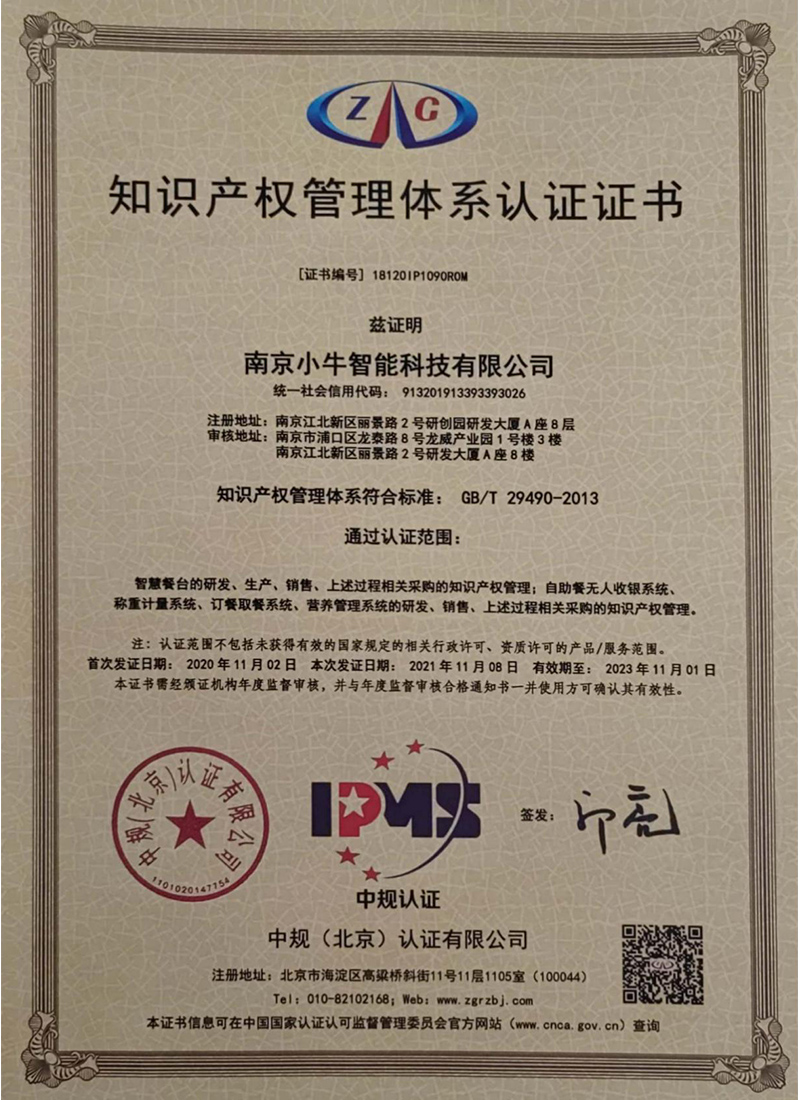 Z G
知识产权管理体系认证证书
[证书编号] 18120IP1090R0M
兹证明
南京小牛智能科技有限公司
统一社会信用代码： 913201913393393026
注册地址：南京江北新区丽景路2号研创园研发大厦A座8层
审核地址：南京市浦口区龙泰路8号龙威产业园1号楼3楼
南京江北新区丽景路2号研发大厦A座8楼
知识产权管理体系符合标准： GB/T 29490-2013
通过认证范围：
智慧餐台的研发、生产、销售、上述过程相关采购的知识产权管理；自助餐无人收银系统、
称重计量系统、订餐取餐系统、营养管理系统的研发、销售、上述过程相关采购的知识产权管理。
注：认证范围不包括未获得有效的国家规定的相关行政许可、资质许可的产品/服务范围。
首次发证日期： 2020年11月02日 本次发证日期： 2021年11月08日 有效期至： 2023年11月01日
本证书需经颁证机构年度监督审核，并与年度监督审核合格通知书一并使用方可确认其有效性。
中规(北京)认证有限公司
1101020147754
IPMS
签发：
中规认证
中规（北京）认证有限公司
注册地址：北京市海淀区高梁桥斜街11号11层1105室（100044）
Tel：010-82102168；Web：www.zgrzbj.com
本证书信息可在中国国家认证认可监督管理委员会官方网站（www.cnca.gov.cn）查询